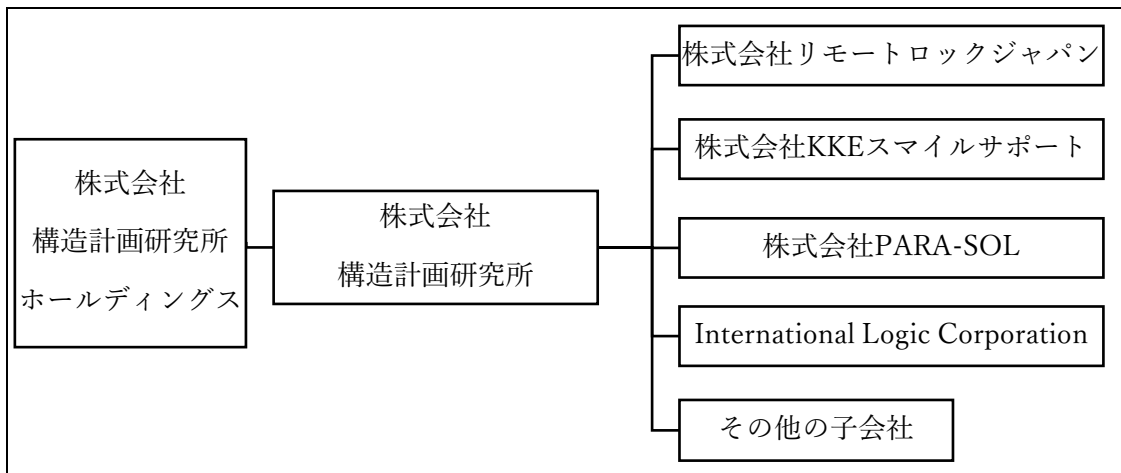 株式会社
構造計画研究所
ホールディングス
株式会社
構造計画研究所
株式会社リモートロックジャパン
株式会社KKEスマイルサポート
株式会社PARA-SOL
International Logic Corporation
その他の子会社